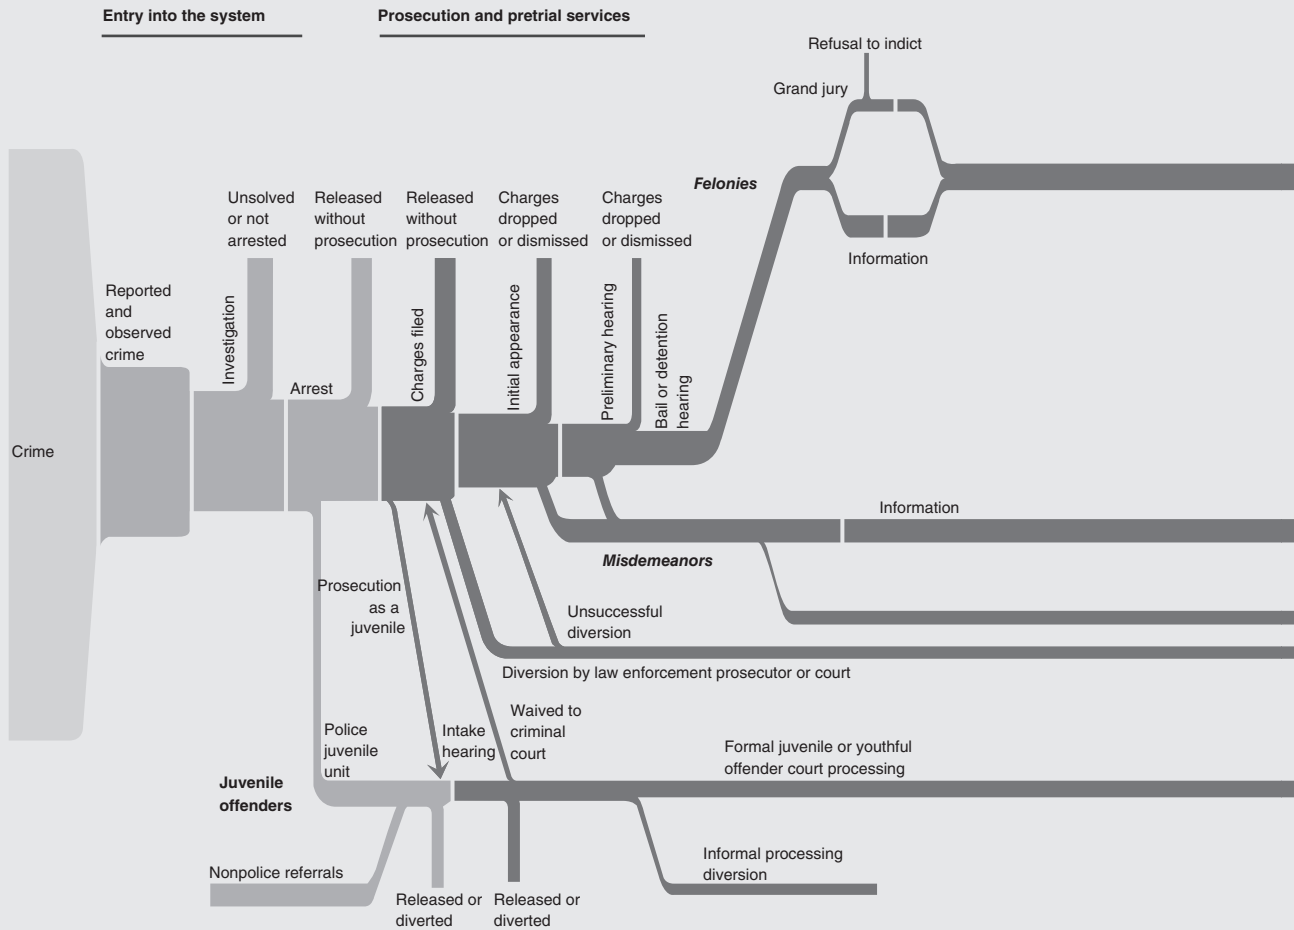 Entry into the system
Prosecution and pretrial services
Refusal to indict
Grand jury
Felonies
Information
Unsolved
or not
arrested
Released
without
prosecution
Released
without
prosecution
Charges
dropped
or dismissed
Charges
dropped
or dismissed
Reported
and
observed
crime
Investigation
Arrest
Charges filed
Initial appearance
Preliminary hearing
Bail or detention
hearing
Crime
Information
Misdemeanors
Prosecution
as a
juvenile
Unsuccessful
diversion
Diversion by law enforcement prosecutor or court
Police
juvenile
unit
Intake
hearing
Waived to
criminal
court
Formal juvenile or youthful
offender court processing
Juvenile
offenders
Nonpolice referrals
Released or
diverted
Released or
diverted
Informal processing
diversion